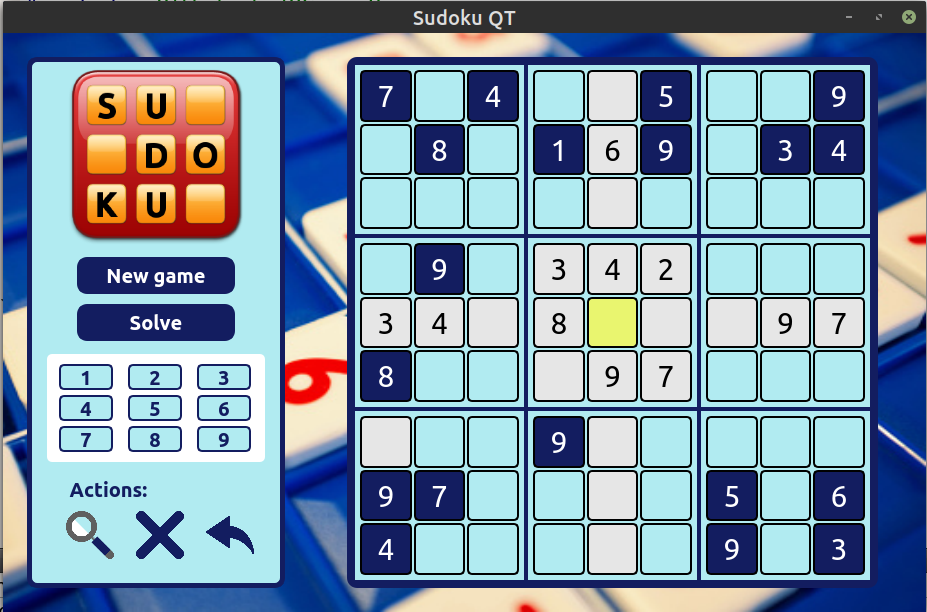 Sudoku QT
S U
D O
K U
New game
Solve
1 2 3
4 5 6
7 8 9
Actions:
7 4 5 9
8 1 6 9 3 4
9 3 4 2
3 4 8 9 7
8 9 7
9
9 7 5 6
4 9 3